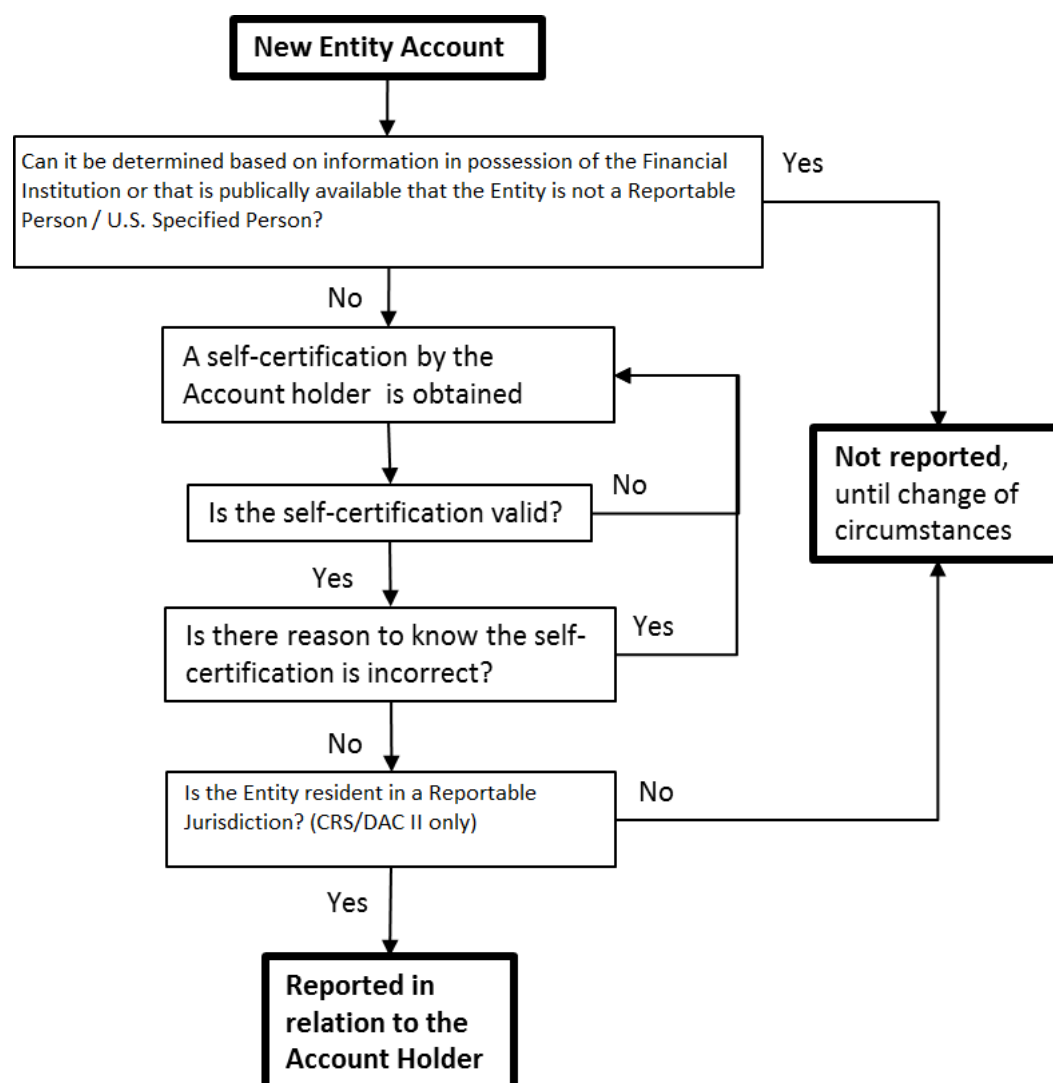 New Entity Account
Can it be determined based on information in possession of the Financial
Institution or that is publically available that the Entity is not a Reportable
Person / U.S. Specified Person?
Yes
No
A self-certification by the
Account holder is obtained
Not reported,
until change of
circumstances
No
Is the self-certification valid?
Yes
Is there reason to know the self-
certification is incorrect?
Yes
No
Is the Entity resident in a Reportable
Jurisdiction? (CRS/DAC II only)
No
Yes
Reported in
relation to the
Account Holder